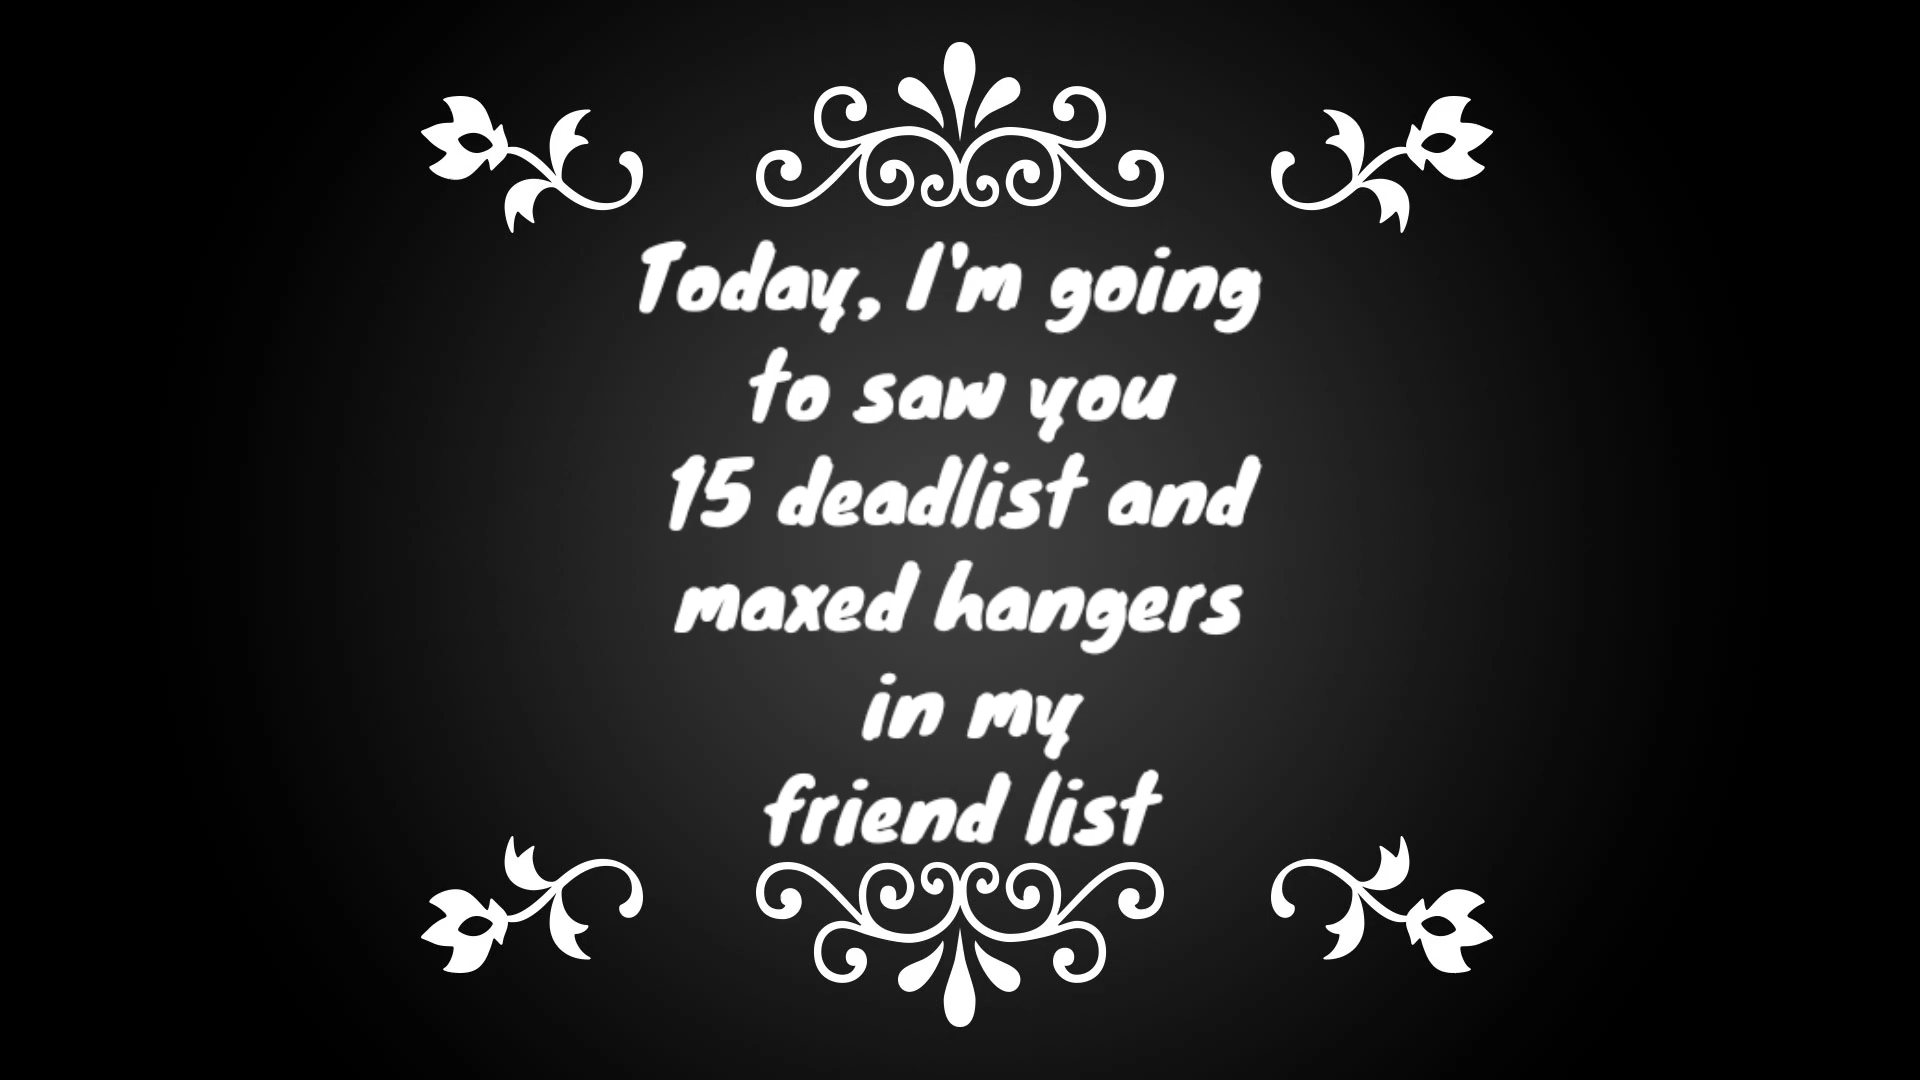 Today, I'm going
to saw you
15 deadlist and
maxed hangers
in my
friend list